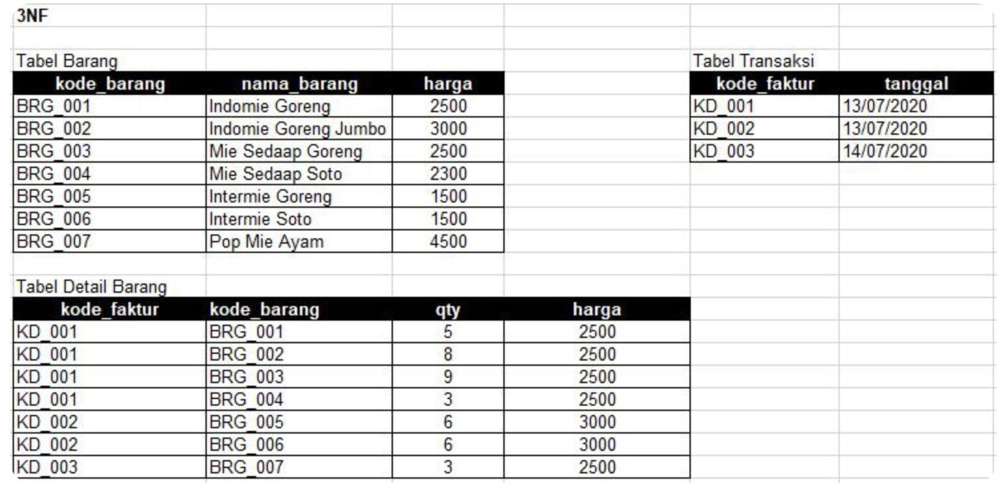 3NF
Tabel Barang
kode_barang nama_barang harga
BRG_001 Indomie Goreng 2500
BRG_002 Indomie Goreng Jumbo 3000
BRG_003 Mie Sedaap Goreng 2500
BRG_004 Mie Sedaap Soto 2300
BRG_005 Intermie Goreng 1500
BRG_006 Intermie Soto 1500
BRG_007 Pop Mie Ayam 4500
Tabel Transaksi
kode_faktur tanggal
KD_001 13/07/2020
KD_002 13/07/2020
KD_003 14/07/2020
Tabel Detail Barang
kode_faktur kode_barang qty harga
KD_001 BRG_001 5 2500
KD_001 BRG_002 8 2500
KD_001 BRG_003 9 2500
KD_001 BRG_004 3 2500
KD_002 BRG_005 6 3000
KD_002 BRG_006 6 3000
KD_003 BRG_007 3 2500